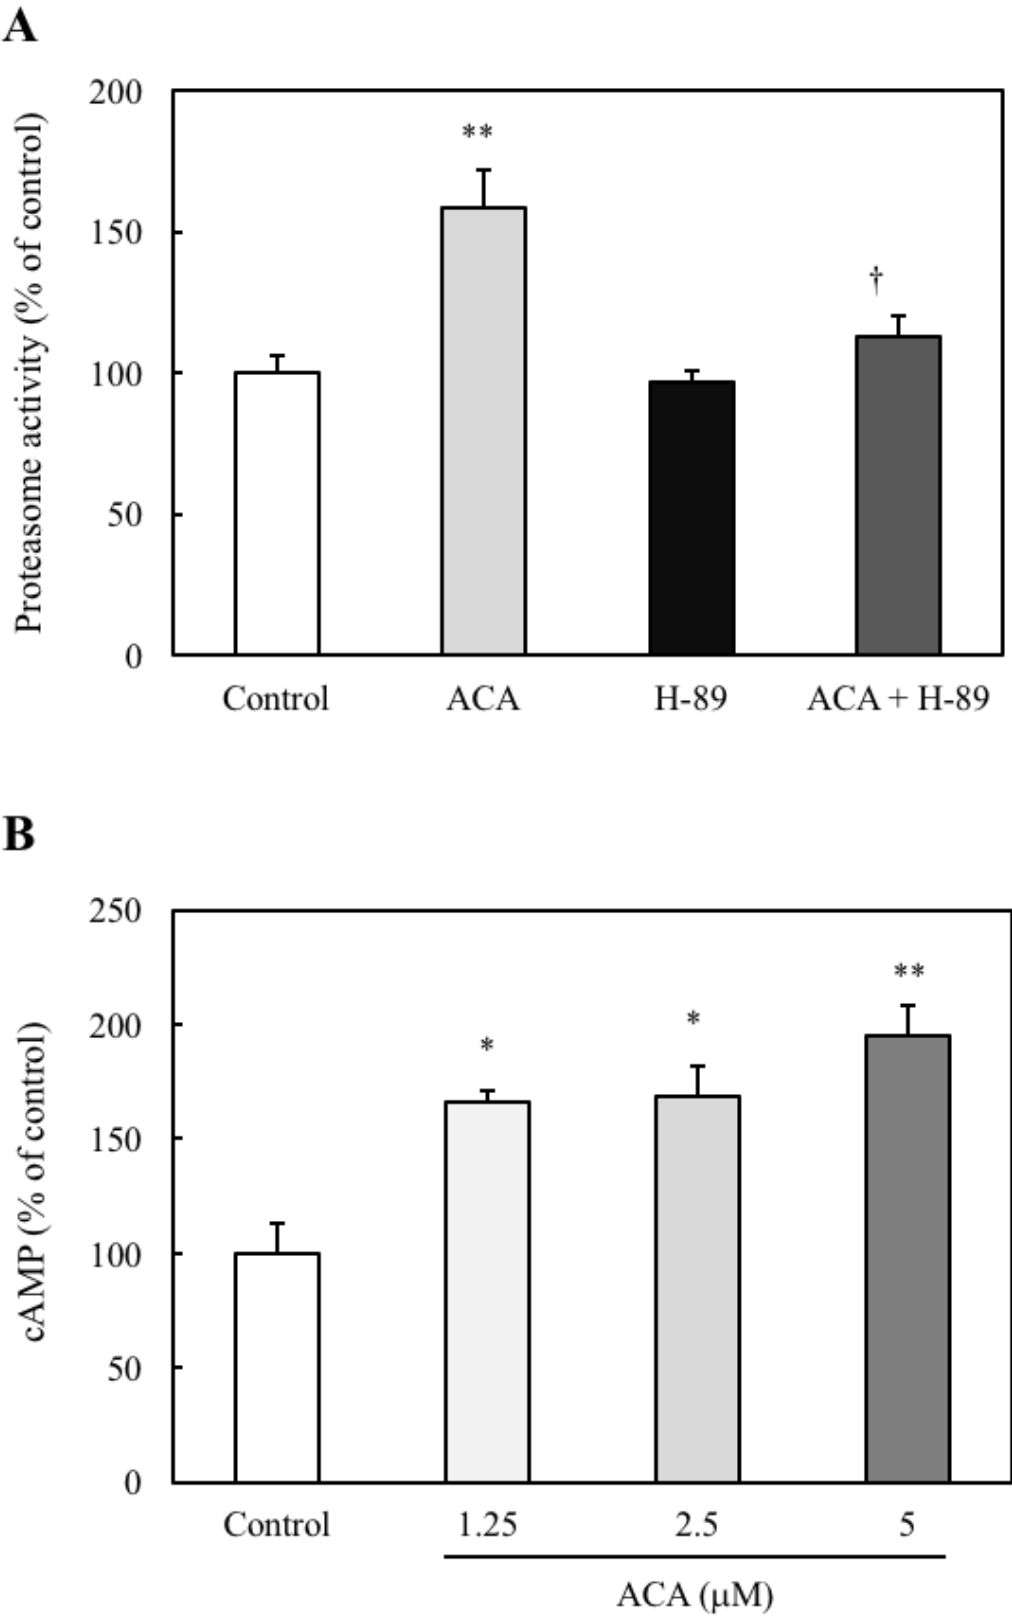 A
Proteasome activity (% of control)
200
150
100
50
0
**
†
Control
ACA
H-89
ACA + H-89
B
cAMP (% of control)
250
200
150
100
50
0
*
*
**
Control
1.25
2.5
5
ACA (μM)